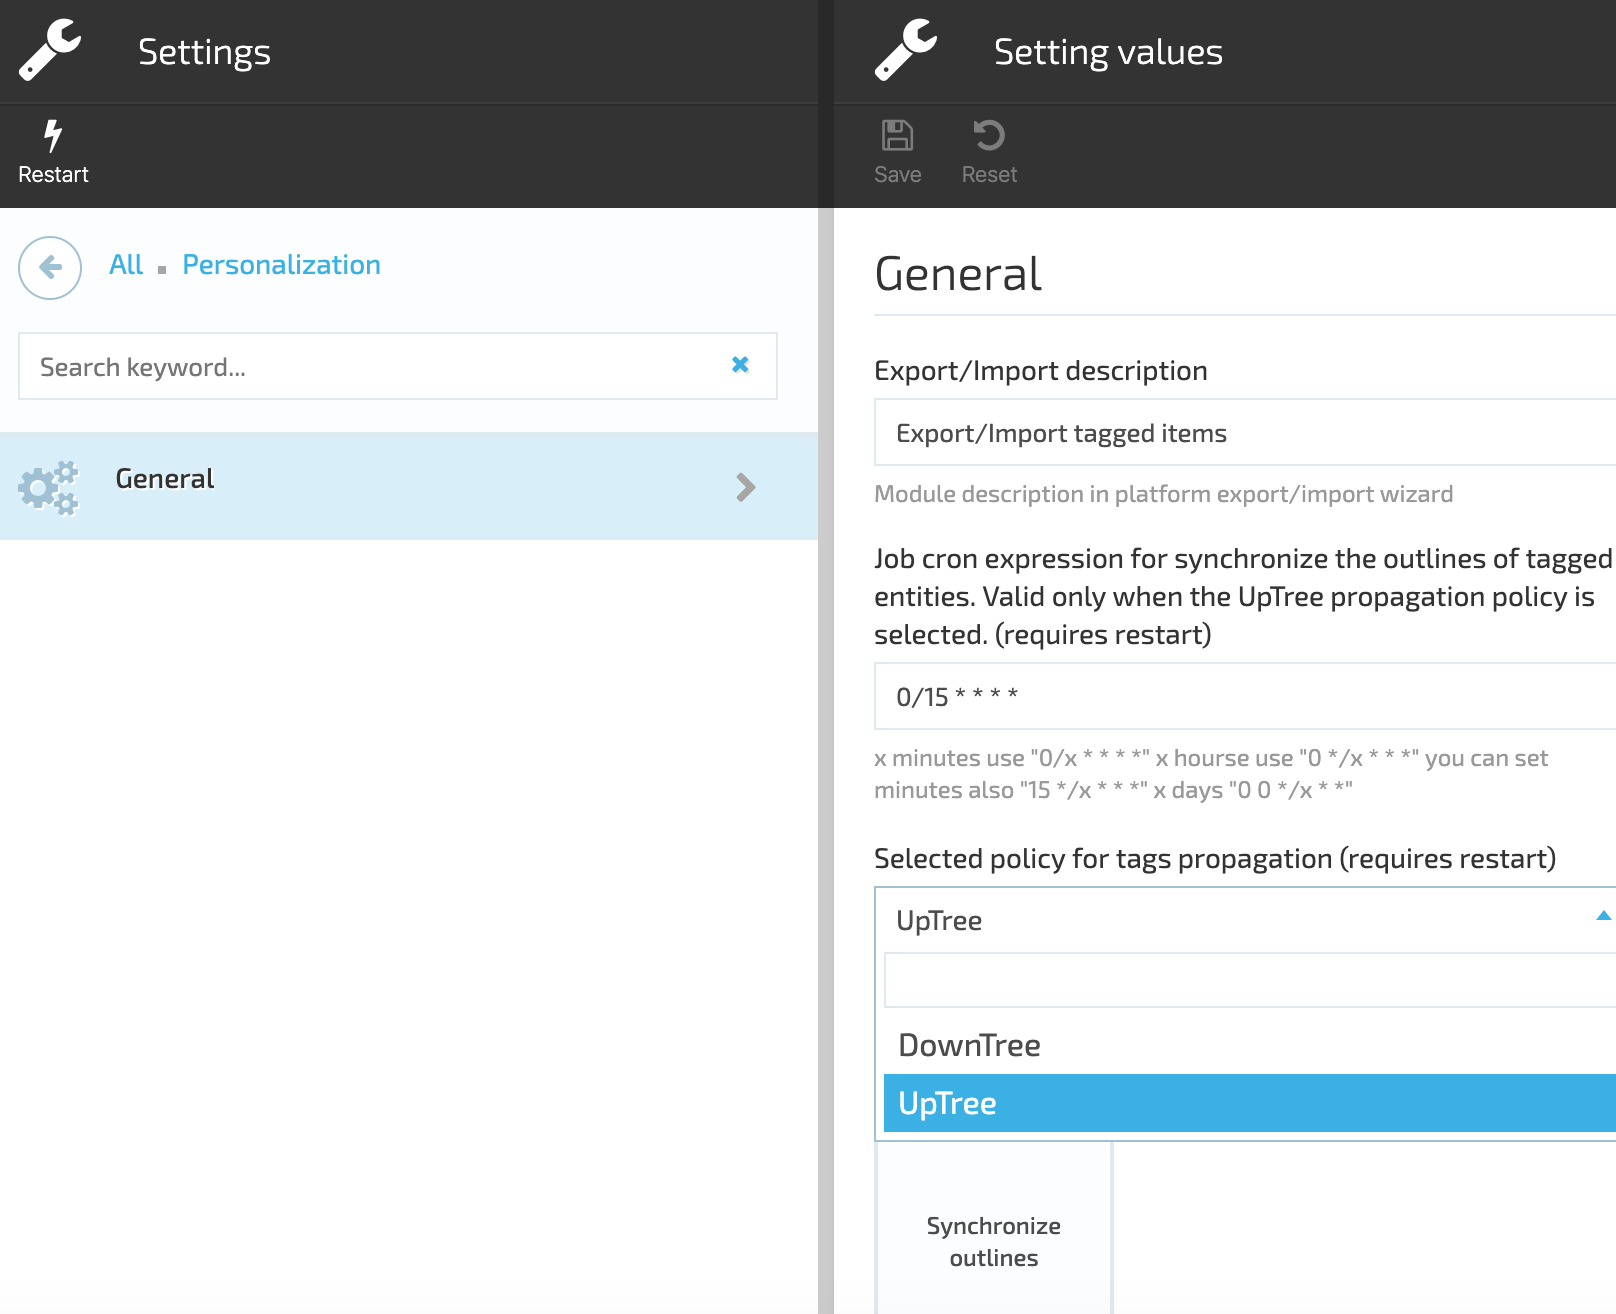 Settings
Restart
All
Personalization
Search keyword...
General
Setting values
Save
Reset
General
Export/Import description
Export/Import tagged items
Module description in platform export/import wizard
Job cron expression for synchronize the outlines of tagged
entities. Valid only when the UpTree propagation policy is
selected. (requires restart)
0/15 * * * *
x minutes use "0/x * * * *" x hourse use "0 */x * * *" you can set
minutes also "15 */x * * *" x days "0 0 */x * *"
Selected policy for tags propagation (requires restart)
UpTree
DownTree
UpTree
Synchronize
outlines